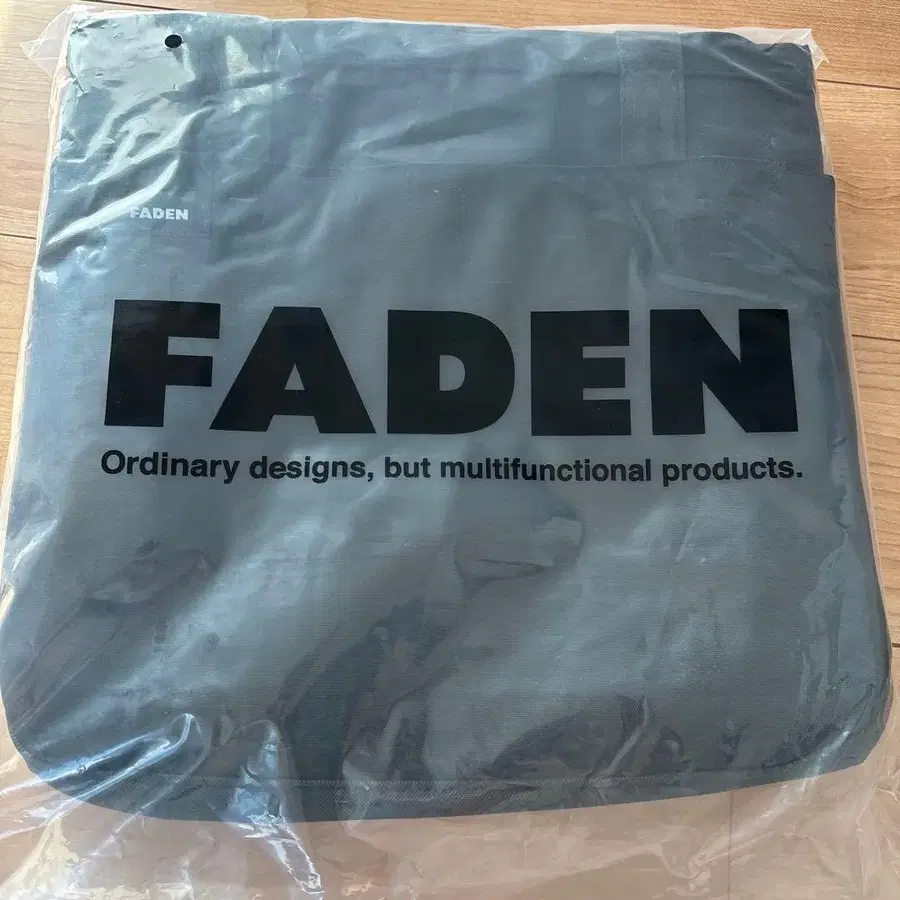 FADEN
FADEN
Ordinary designs, but multifunctional products.